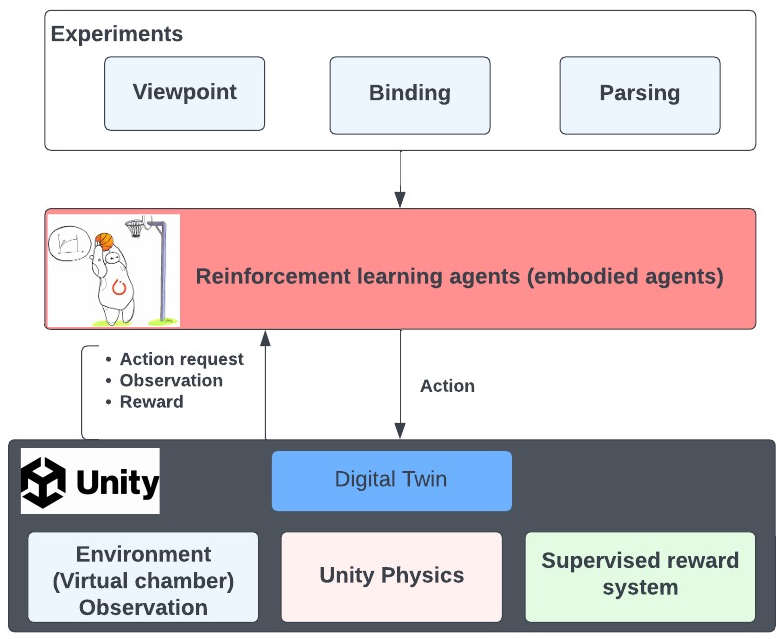 Experiments
Viewpoint
Binding
Parsing
Reinforcement learning agents (embodied agents)
• Action request
• Observation
• Reward
Action
Unity
Digital Twin
Environment
(Virtual chamber)
Observation
Unity Physics
Supervised reward
system